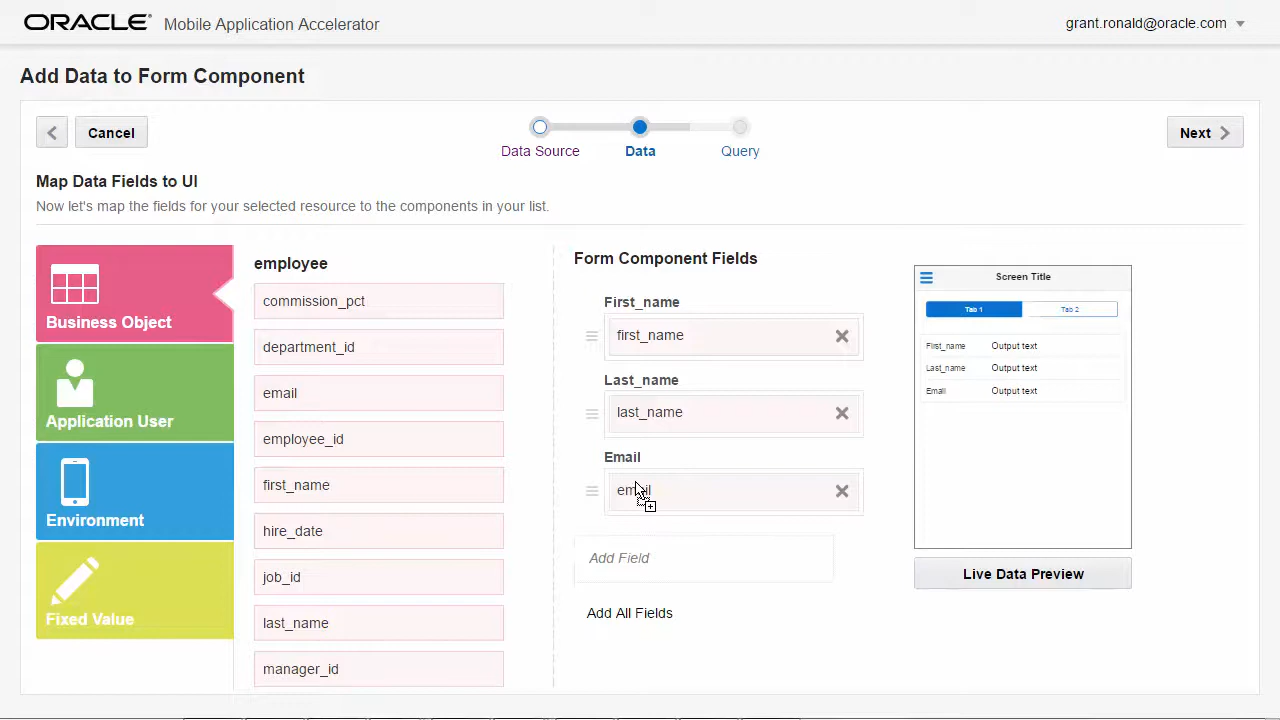 ORACLE® Mobile Application Accelerator
grant.ronald@oracle.com
Add Data to Form Component
Cancel
Data Source
Data
Query
Next
Map Data Fields to UI
Now let's map the fields for your selected resource to the components in your list.
Business Object
Application User
Environment
Fixed Value
employee
commission_pct
department_id
email
employee_id
first_name
hire_date
job_id
last_name
manager_id
Form Component Fields
First_name
first_name
Last_name
last_name
Email
email
Add Field
Add All Fields
Screen Title
Tab 1 Tab 2
First_name Output text
Last_name Output text
Email Output text
Live Data Preview